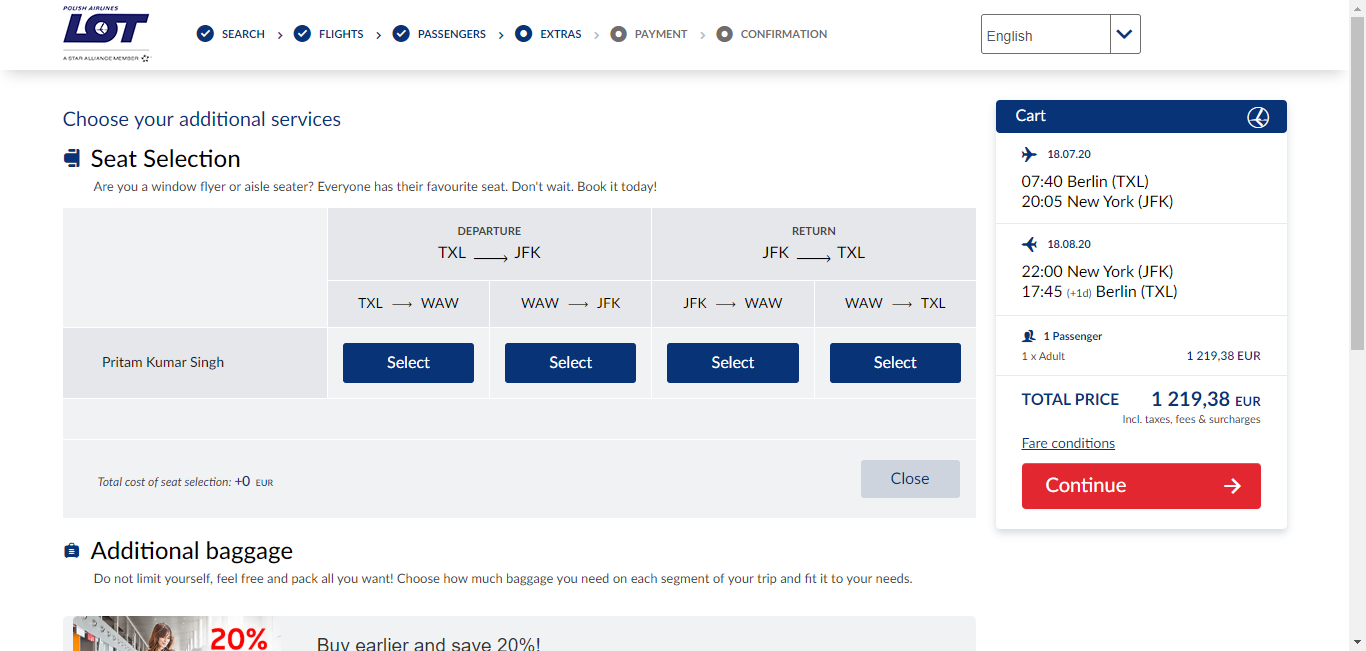 POLISH AIRLINES
LOT
A STAR ALLIANCE MEMBER
SEARCH
FLIGHTS
PASSENGERS
EXTRAS
PAYMENT
CONFIRMATION
English
Choose your additional services
Seat Selection
Are you a window flyer or aisle seater? Everyone has their favourite seat. Don't wait. Book it today!
DEPARTURE
TXL → JFK
RETURN
JFK → TXL
TXL → WAW
WAW → JFK
JFK → WAW
WAW → TXL
Pritam Kumar Singh
Select
Select
Select
Select
Total cost of seat selection: +0 EUR
Close
Additional baggage
Do not limit yourself, feel free and pack all you want! Choose how much baggage you need on each segment of your trip and fit it to your needs.
20%
Buy earlier and save 20%!
Cart
18.07.20
07:40 Berlin (TXL)
20:05 New York (JFK)
18.08.20
22:00 New York (JFK)
17:45 (+1d) Berlin (TXL)
1 Passenger
1 x Adult 1 219,38 EUR
TOTAL PRICE 1 219,38 EUR
Incl. taxes, fees & surcharges
Fare conditions
Continue